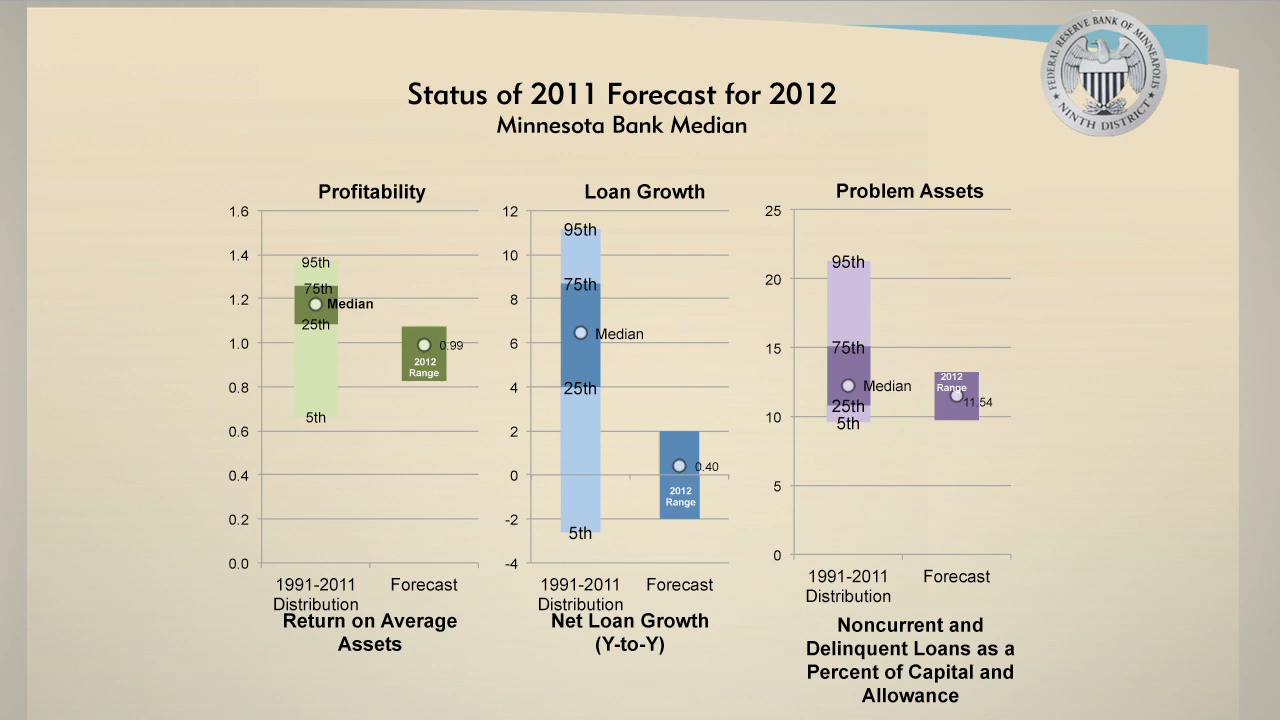 FEDERAL RESERVE BANK OF MINNEAPOLIS
NINTH DISTRICT
Status of 2011 Forecast for 2012
Minnesota Bank Median
Profitability
1.6
1.4
1.2
1.0
0.8
0.6
0.4
0.2
0.0
95th
75th
Median
25th
5th
0.99
2012
Range
1991-2011
Distribution
Forecast
Return on Average
Assets
Loan Growth
12
10
8
6
4
2
0
-2
-4
95th
75th
Median
25th
5th
0.40
2012
Range
1991-2011
Distribution
Forecast
Net Loan Growth
(Y-to-Y)
Problem Assets
25
20
15
10
5
0
95th
75th
Median
25th
5th
2012
Range
11.54
1991-2011
Distribution
Forecast
Noncurrent and
Delinquent Loans as a
Percent of Capital and
Allowance